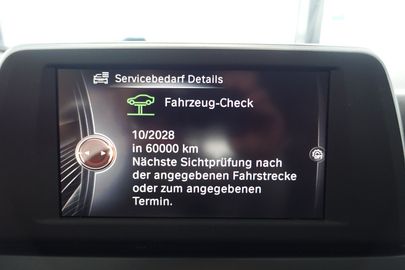 Servicebedarf Details
Fahrzeug-Check
10/2028
in 60000 km
Nächste Sichtprüfung nach
der angegebenen Fahrstrecke
oder zum angegebenen
Termin.